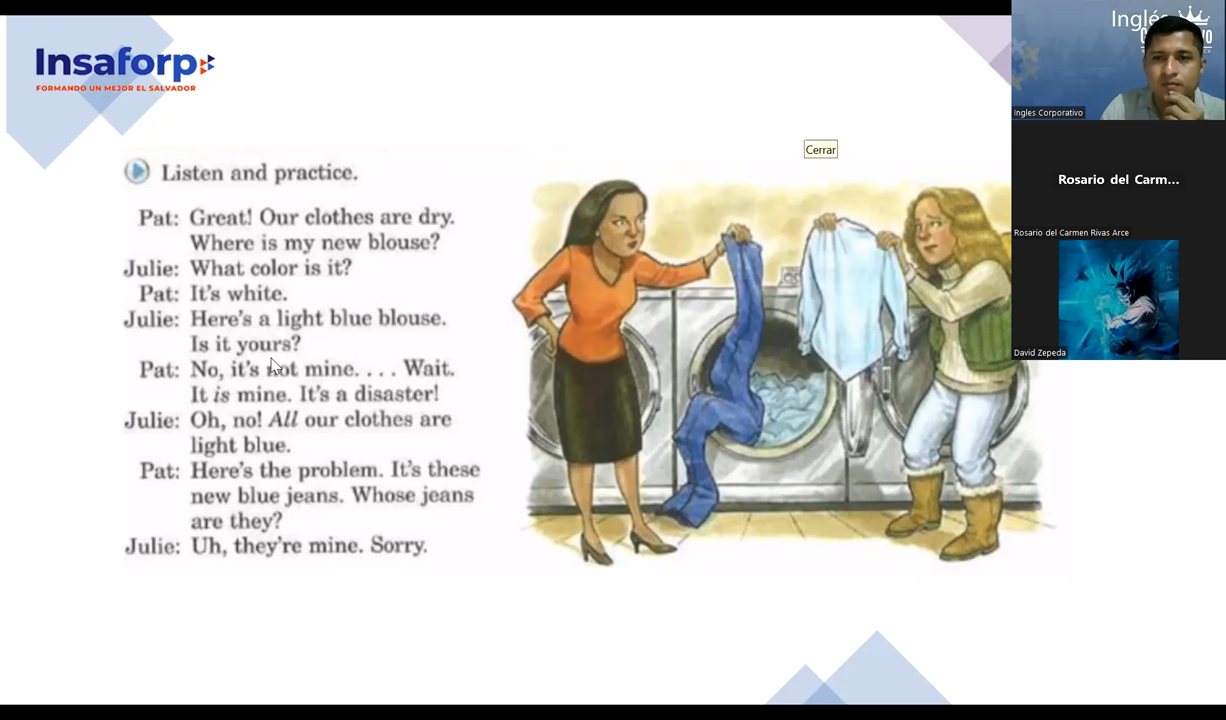 Insaforp
FORMANDO UN MEJOR EL SALVADOR
Listen and practice.
Pat: Great! Our clothes are dry.
Where is my new blouse?
Julie: What color is it?
Pat: It's white.
Julie: Here's a light blue blouse.
Is it yours?
Pat: No, it's not mine. . . . Wait.
It is mine. It's a disaster!
Julie: Oh, no! All our clothes are
light blue.
Pat: Here's the problem. It's these
new blue jeans. Whose jeans
are they?
Julie: Uh, they're mine. Sorry.
Cerrar
Ingles Corporativo
Rosario del Carm...
Rosario del Carmen Rivas Arce
David Zepeda